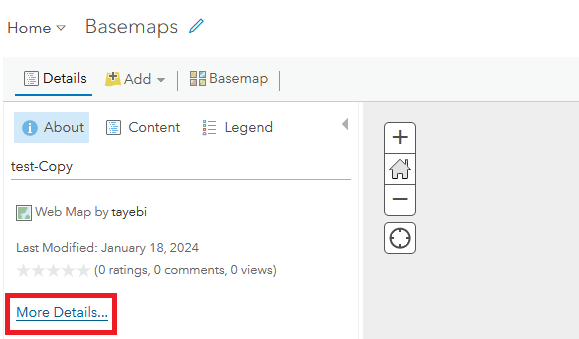 Home Basemaps
Details Add Basemap
About Content Legend
test-Copy
Web Map by tayebi
Last Modified: January 18, 2024
(0 ratings, 0 comments, 0 views)
More Details...